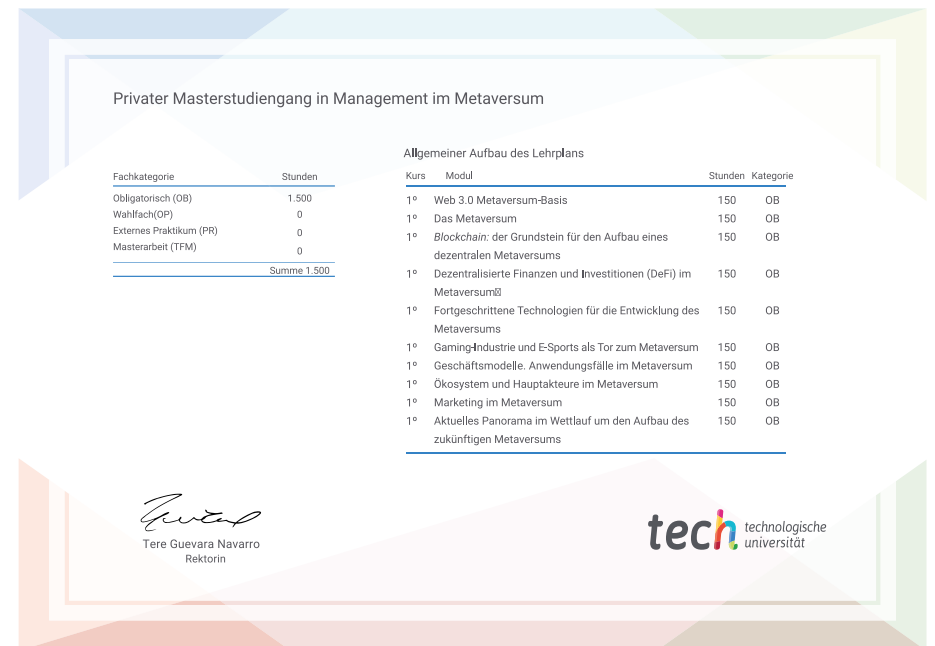 Privater Masterstudiengang in Management im Metaversum
Fachkategorie Stunden
Obligatorisch (OB) 1.500
Wahlfach(OP) 0
Externes Praktikum (PR) 0
Masterarbeit (TFM) 0
Summe 1.500
Allgemeiner Aufbau des Lehrplans
Kurs Modul Stunden Kategorie
1º Web 3.0 Metaversum-Basis 150 OB
1º Das Metaversum 150 OB
1º Blockchain: der Grundstein für den Aufbau eines 150 OB
dezentralen Metaversums
1º Dezentralisierte Finanzen und Investitionen (DeFi) im 150 OB
Metaversum
1º Fortgeschrittene Technologien für die Entwicklung des 150 OB
Metaversums
1º Gaming-Industrie und E-Sports als Tor zum Metaversum 150 OB
1º Geschäftsmodelle. Anwendungsfälle im Metaversum 150 OB
1º Ökosystem und Hauptakteure im Metaversum 150 OB
1º Marketing im Metaversum 150 OB
1º Aktuelles Panorama im Wettlauf um den Aufbau des 150 OB
zukünftigen Metaversums
Tere Guevara Navarro
Rektorin
tech technologische
universität